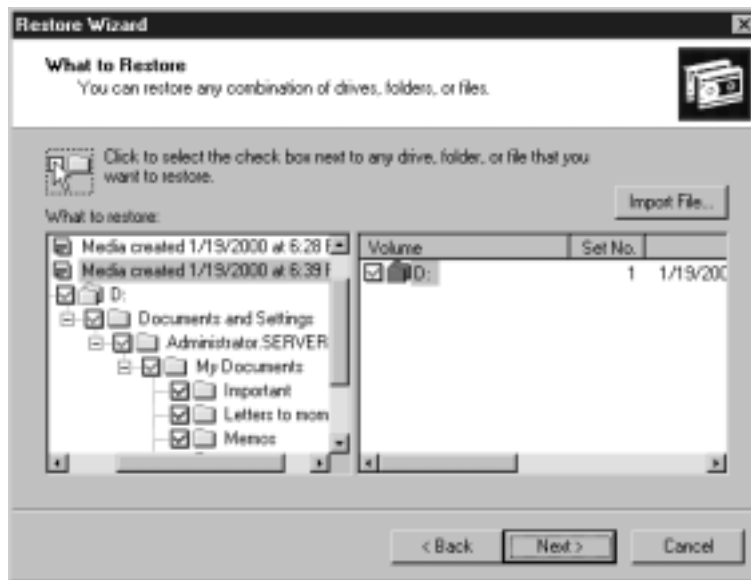 Restore Wizard
What to Restore
You can restore any combination of drives, folders, or files.
Click to select the check box next to any drive, folder, or file that you
want to restore.
Import File...
What to restore:
Media created 1/19/2000 at 6:28
Media created 1/19/2000 at 6:39
D:
Documents and Settings
Administrator.SERVER
My Documents
Important
Letters to mom
Memos
Volume Set No.
D: 1 1/19/200
< Back Next > Cancel